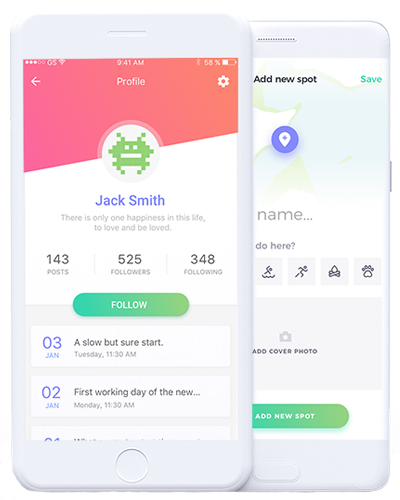 GS 9:41 AM 58 %
Profile
Jack Smith
There is only one happiness in this life,
to love and be loved.
143 525 348
POSTS FOLLOWERS FOLLOWING
FOLLOW
03 A slow but sure start.
JAN Tuesday, 11:30 AM
02 First working day of the new...
JAN Monday, 11:30 AM
Add new spot Save
name...
do here?
ADD COVER PHOTO
ADD NEW SPOT